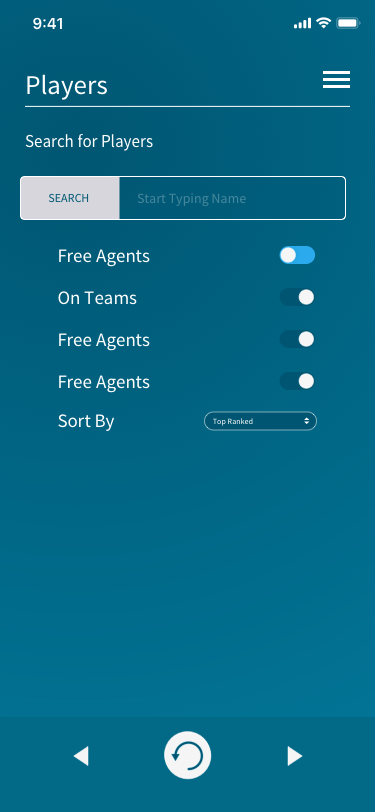 9:41
Players
Search for Players
SEARCH
Start Typing Name
Free Agents
On Teams
Free Agents
Free Agents
Sort By
Top Ranked